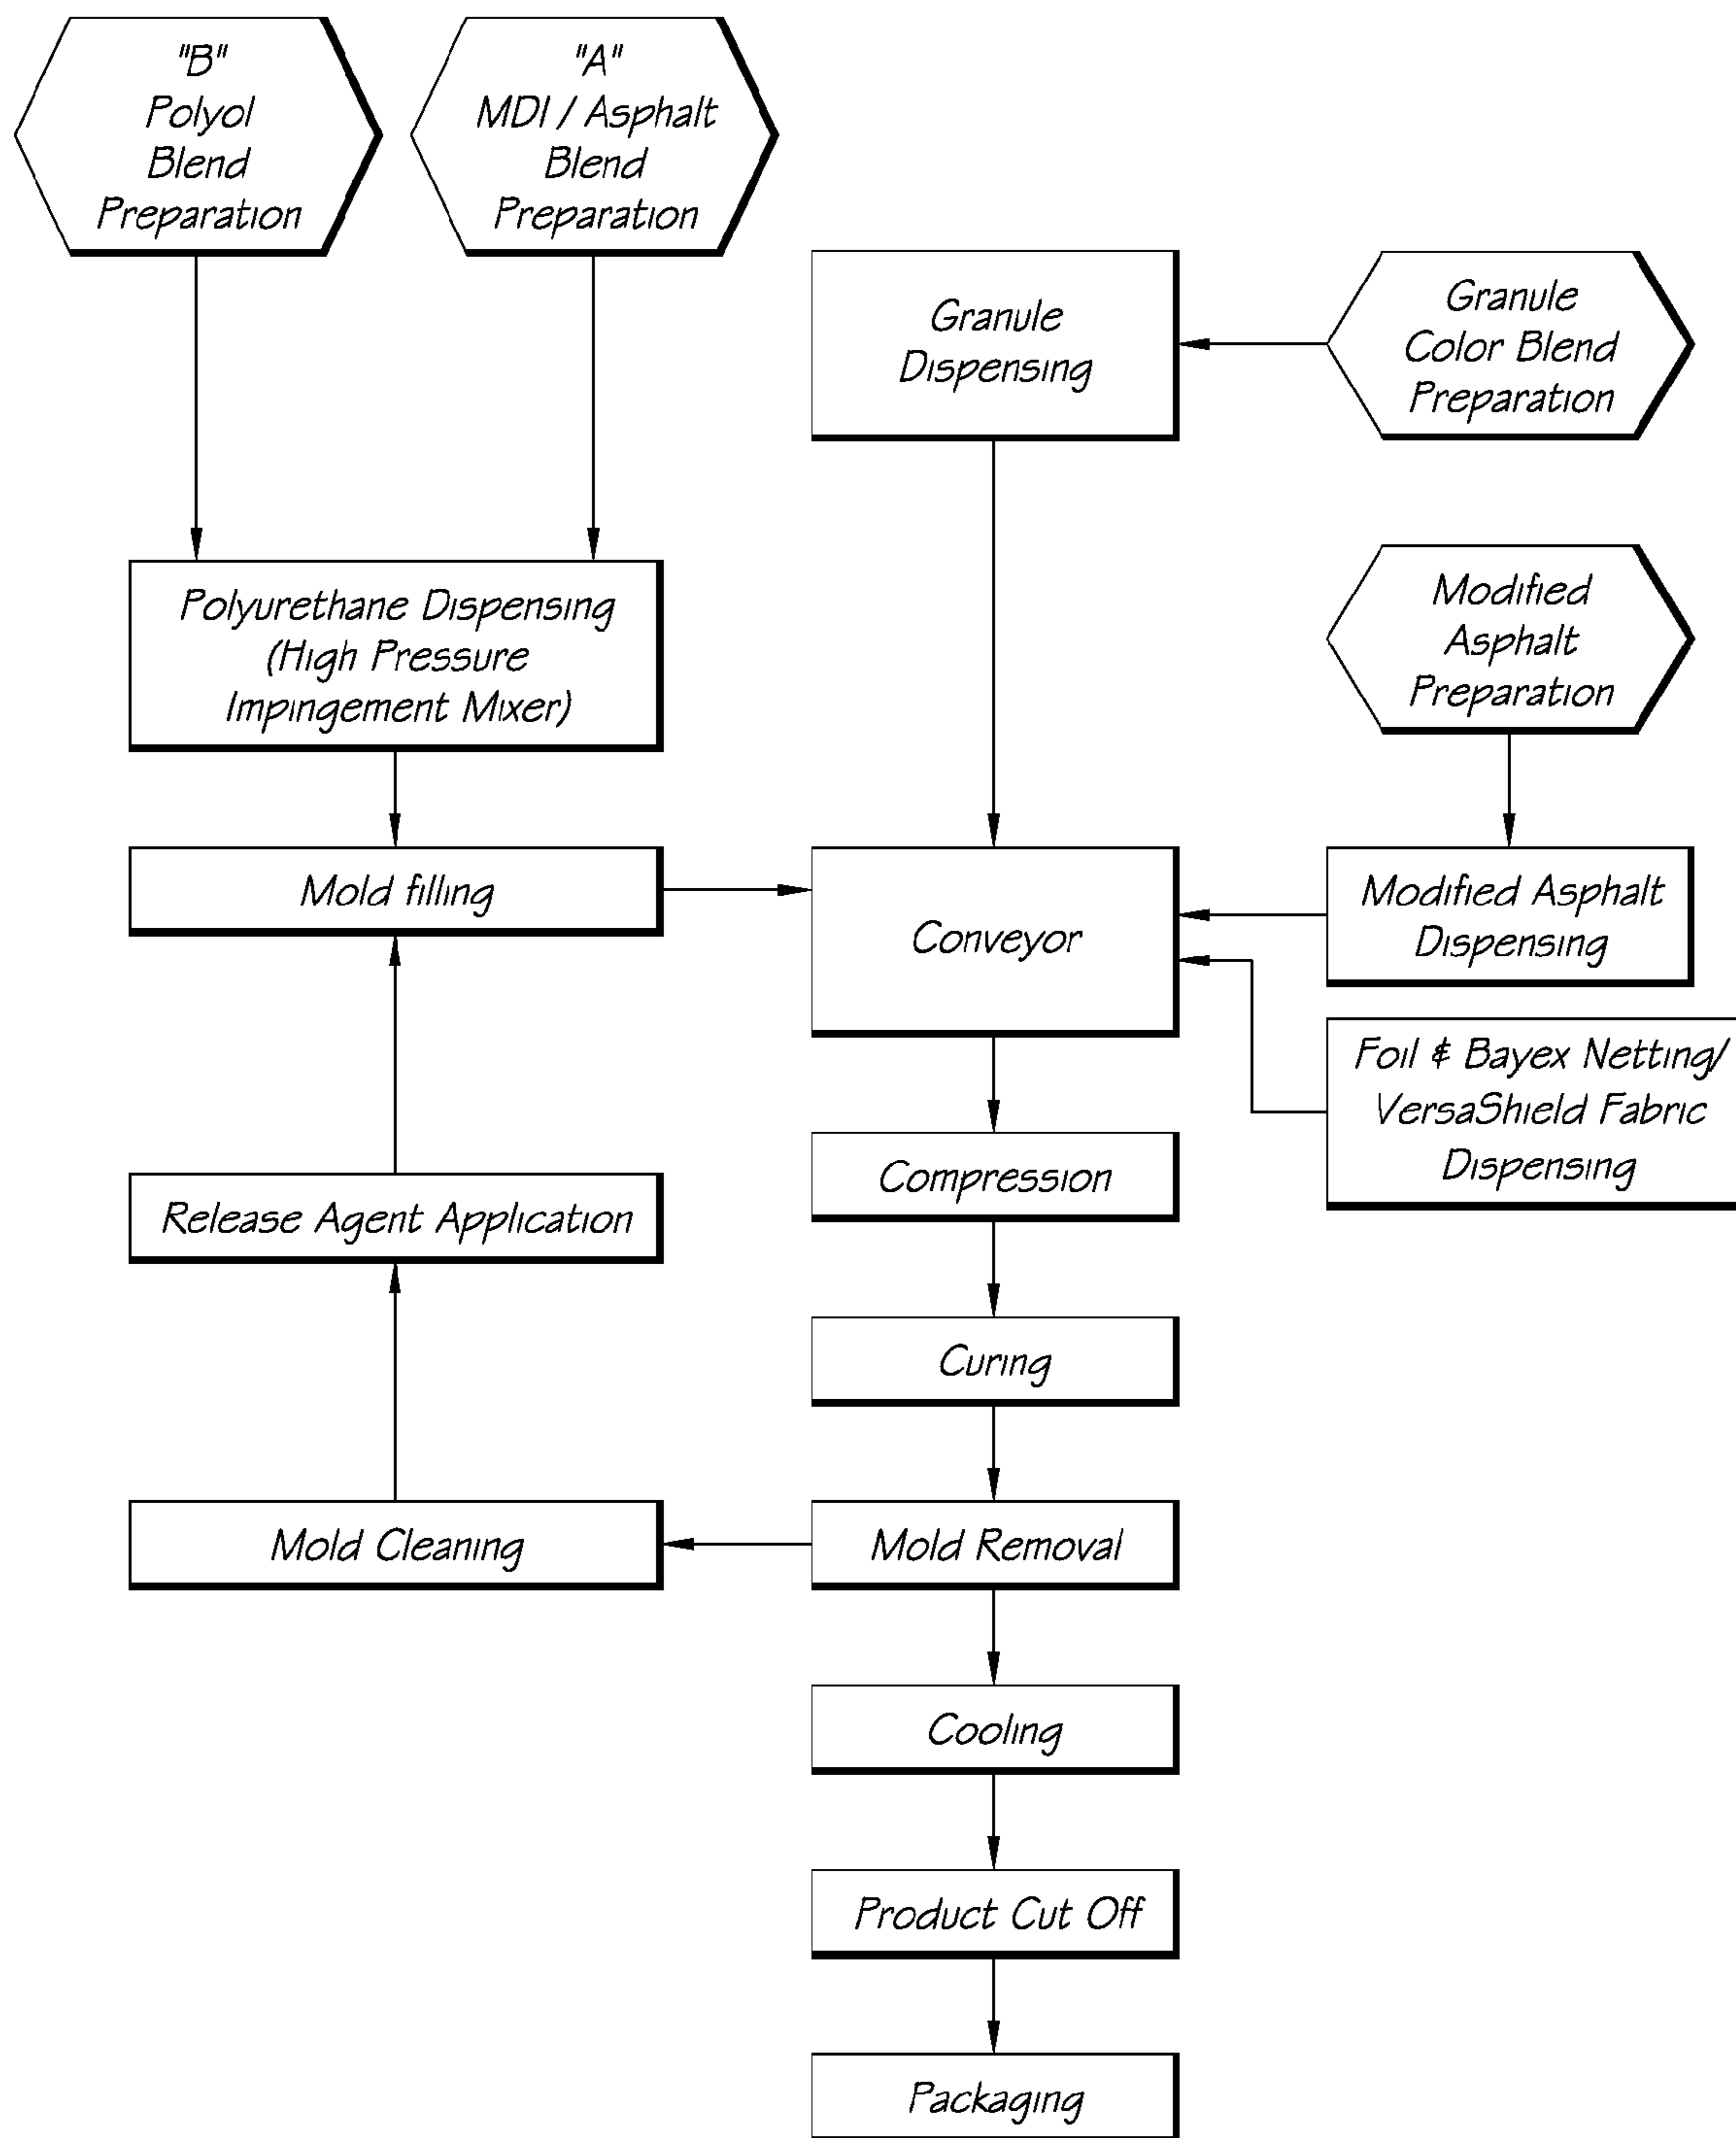 "B"
Polyol
Blend
Preparation
"A"
MDI / Asphalt
Blend
Preparation
Granule
Dispensing
Granule
Color Blend
Preparation
Modified
Asphalt
Preparation
Polyurethane Dispensing
(High Pressure
Impingement Mixer)
Mold filling
Conveyor
Modified Asphalt
Dispensing
Foil & Bayex Netting/
VersaShield Fabric
Dispensing
Compression
Release Agent Application
Curing
Mold Cleaning
Mold Removal
Cooling
Product Cut Off
Packaging